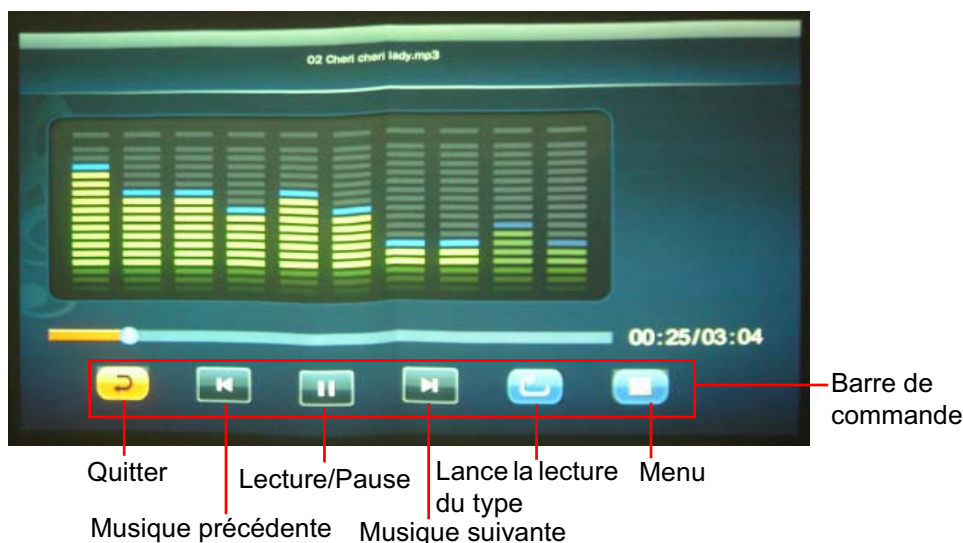 02 Cheri cheri lady.mp3
00:25/03:04
Barre de
commande
Quitter
Lecture/Pause
Lance la lecture
du type
Menu
Musique précédente
Musique suivante